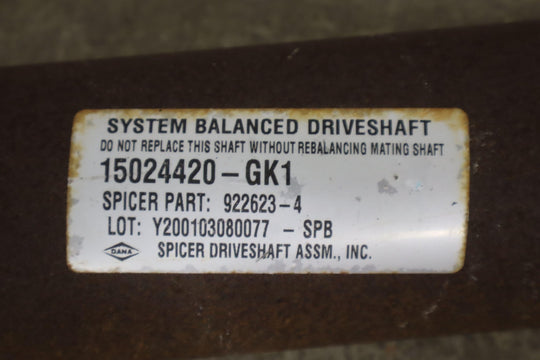 SYSTEM BALANCED DRIVESHAFT
DO NOT REPLACE THIS SHAFT WITHOUT REBALANCING MATING SHAFT
15024420-GK1
SPICER PART: 922623-4
LOT: Y200103080077 - SPB
DANA SPICER DRIVESHAFT ASSM., INC.